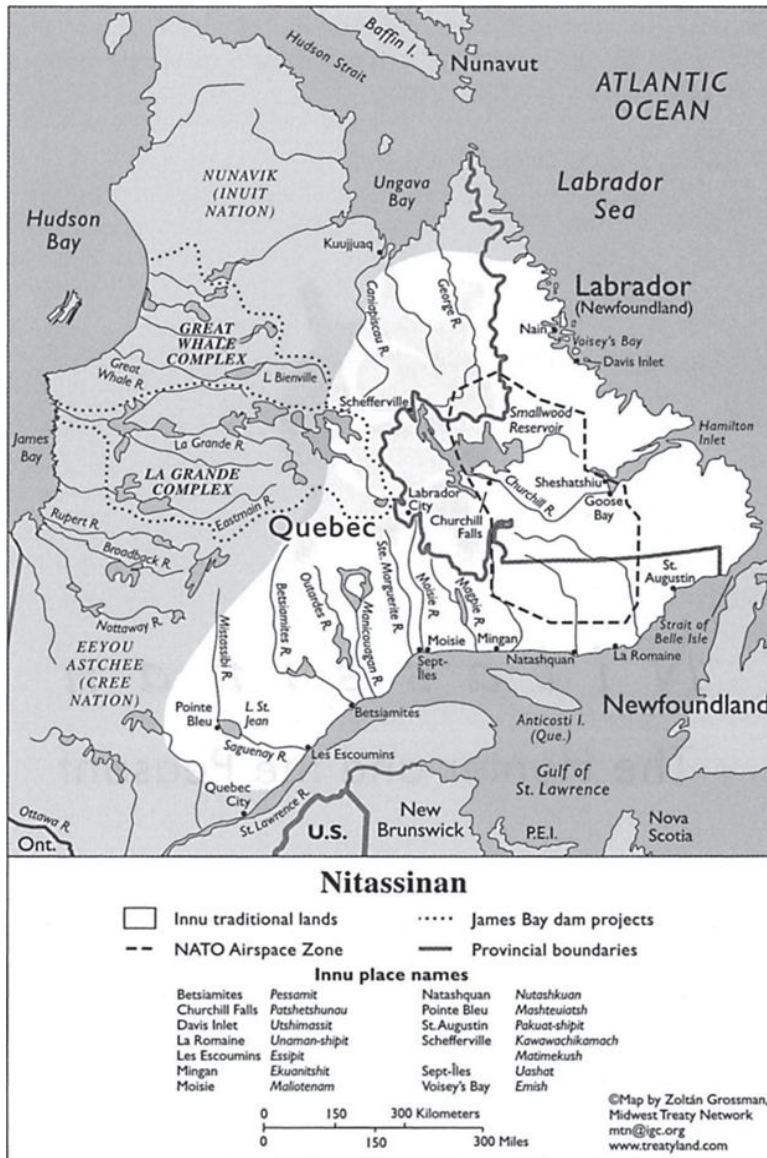 Baffin I.
Nunavut
Hudson Strait
ATLANTIC
OCEAN
NUNAVIK
(INUIT
NATION)
Ungava
Bay
Labrador
Sea
Hudson
Bay
Kuujjuaq
Labrador
(Newfoundland)
Caniapiscau R.
George R.
Nain
Voisey's Bay
Davis Inlet
GREAT
WHALE
COMPLEX
Great
Whale R.
L. Bienville
Schefferville
Smallwood
Reservoir
Hamilton
Inlet
James
Bay
La Grande R.
LA GRANDE
COMPLEX
Eastmain R.
Sheshatshiu
Churchill R.
Goose
Bay
Labrador
City
Churchill
Falls
Rupert R.
Broadback R.
Quebec
Nottaway R.
St.
Augustin
Strait of
Belle Isle
Mistassibi R.
Betsiamites R.
Outardes R.
Manicouagan R.
Ste. Marguerite R.
Moisie R.
Magpie R.
EEYOU
ASTCHEE
(CREE
NATION)
Moisie
Mingan
Sept-
Îles
Natashquan
La Romaine
Newfoundland
Pointe
Bleu
L. St.
Jean
Betsiamites
Anticosti I.
(Que.)
Saguenay R.
Les Escoumins
Gulf of
St. Lawrence
Quebec
City
St. Lawrence R.
Ottawa R.
Ont.
U.S.
New
Brunswick
P.E.I.
Nova
Scotia
Nitassinan
Innu traditional lands James Bay dam projects
NATO Airspace Zone Provincial boundaries
Innu place names
Betsiamites Pessamit Natashquan Nutashkuan
Churchill Falls Patshetshunau Pointe Bleu Mashteuiatsh
Davis Inlet Utshimassit St. Augustin Pakuat-shipit
La Romaine Unaman-shipit Schefferville Kawawachikamach
Les Escoumins Essipit Matimekush
Mingan Ekuanitshit Sept-Îles Uashat
Moisie Maliotenam Voisey's Bay Emish
0 150 300 Kilometers
0 150 300 Miles
©Map by Zoltán Grossman,
Midwest Treaty Network
mtn@igc.org
www.treatyland.com